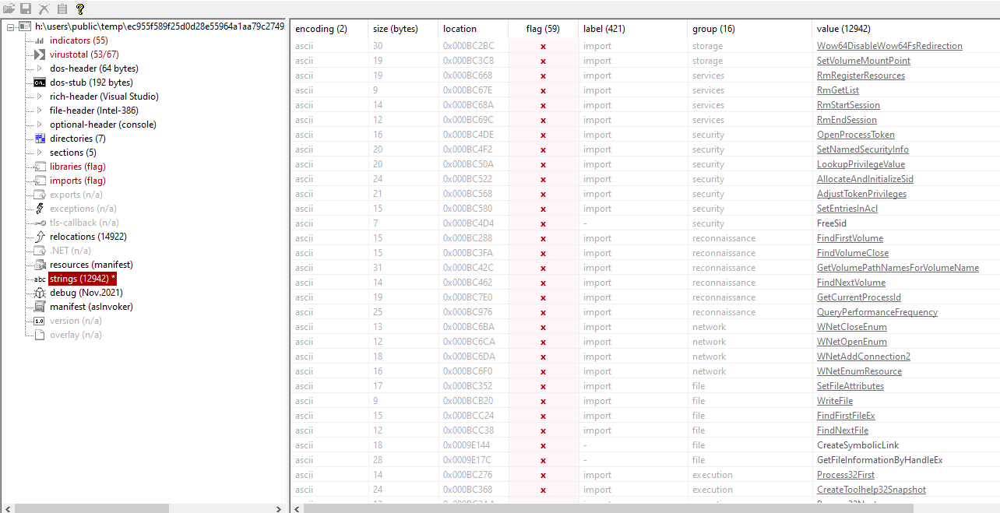 h:\users\public\temp\ec955f589f25d0d28e55964a1aa79c2749
indicators (55)
virustotal (53/67)
dos-header (64 bytes)
dos-stub (192 bytes)
rich-header (Visual Studio)
file-header (Intel-386)
optional-header (console)
directories (7)
sections (5)
libraries (flag)
imports (flag)
exports (n/a)
exceptions (n/a)
tls-callback (n/a)
relocations (14922)
.NET (n/a)
resources (manifest)
abc strings (12942) *
debug (Nov.2021)
manifest (asInvoker)
1.0 version (n/a)
overlay (n/a)
encoding (2) size (bytes) location flag (59) label (421) group (16) value (12942)
ascii 30 0x000BC2BC x import storage Wow64DisableWow64FsRedirection
ascii 19 0x000BC3C8 x import storage SetVolumeMountPoint
ascii 19 0x000BC668 x import services RmRegisterResources
ascii 9 0x000BC67E x import services RmGetList
ascii 14 0x000BC68A x import services RmStartSession
ascii 12 0x000BC69C x import services RmEndSession
ascii 16 0x000BC4DE x import security OpenProcessToken
ascii 20 0x000BC4F2 x import security SetNamedSecurityInfo
ascii 20 0x000BC50A x import security LookupPrivilegeValue
ascii 24 0x000BC522 x import security AllocateAndInitializeSid
ascii 21 0x000BC568 x import security AdjustTokenPrivileges
ascii 15 0x000BC580 x import security SetEntriesInAcl
ascii 7 0x000BC4D4 x - security FreeSid
ascii 15 0x000BC288 x import reconnaissance FindFirstVolume
ascii 15 0x000BC3FA x import reconnaissance FindVolumeClose
ascii 31 0x000BC42C x import reconnaissance GetVolumePathNamesForVolumeName
ascii 14 0x000BC462 x import reconnaissance FindNextVolume
ascii 19 0x000BC7E0 x import reconnaissance GetCurrentProcessId
ascii 25 0x000BC976 x import reconnaissance QueryPerformanceFrequency
ascii 13 0x000BC6BA x import network WNetCloseEnum
ascii 12 0x000BC6CA x import network WNetOpenEnum
ascii 18 0x000BC6DA x import network WNetAddConnection2
ascii 16 0x000BC6F0 x import network WNetEnumResource
ascii 17 0x000BC352 x import file SetFileAttributes
ascii 9 0x000BCB20 x import file WriteFile
ascii 15 0x000BCC24 x import file FindFirstFileEx
ascii 12 0x000BCC38 x import file FindNextFile
ascii 18 0x0009E144 x - file CreateSymbolicLink
ascii 28 0x0009E17C x - file GetFileInformationByHandleEx
ascii 14 0x000BC276 x import execution Process32First
ascii 24 0x000BC368 x import execution CreateToolhelp32Snapshot